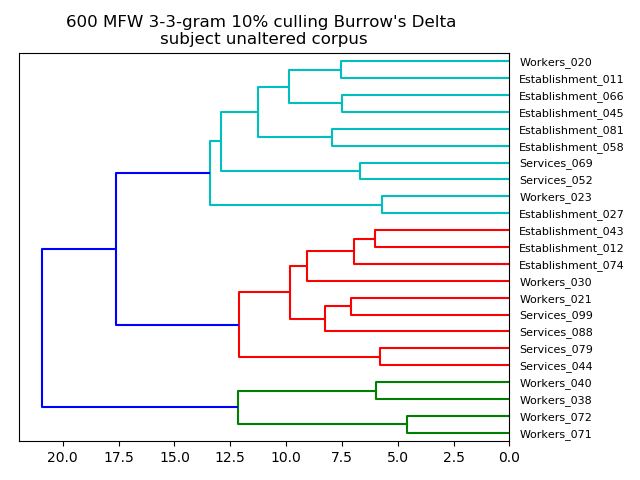 600 MFW 3-3-gram 10% culling Burrow's Delta
subject unaltered corpus
Workers_020
Establishment_011
Establishment_066
Establishment_045
Establishment_081
Establishment_058
Services_069
Services_052
Workers_023
Establishment_027
Establishment_043
Establishment_012
Establishment_074
Workers_030
Workers_021
Services_099
Services_088
Services_079
Services_044
Workers_040
Workers_038
Workers_072
Workers_071
20.0 17.5 15.0 12.5 10.0 7.5 5.0 2.5 0.0